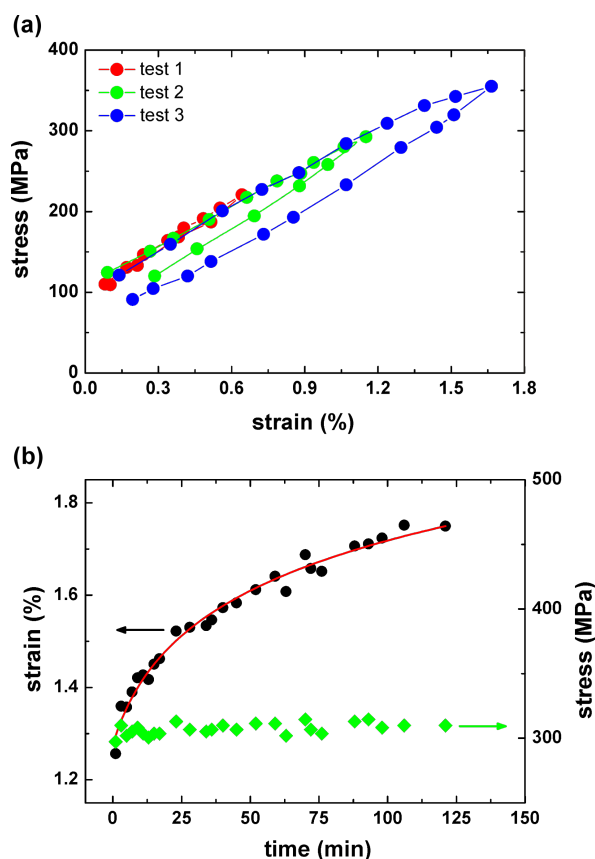 (a)
400
300
200
100
0
stress (MPa)
test 1
test 2
test 3
0.0 0.3 0.6 0.9 1.2 1.5 1.8
strain (%)
(b)
1.8
1.6
1.4
1.2
strain (%)
500
400
300
stress (MPa)
0 25 50 75 100 125 150
time (min)